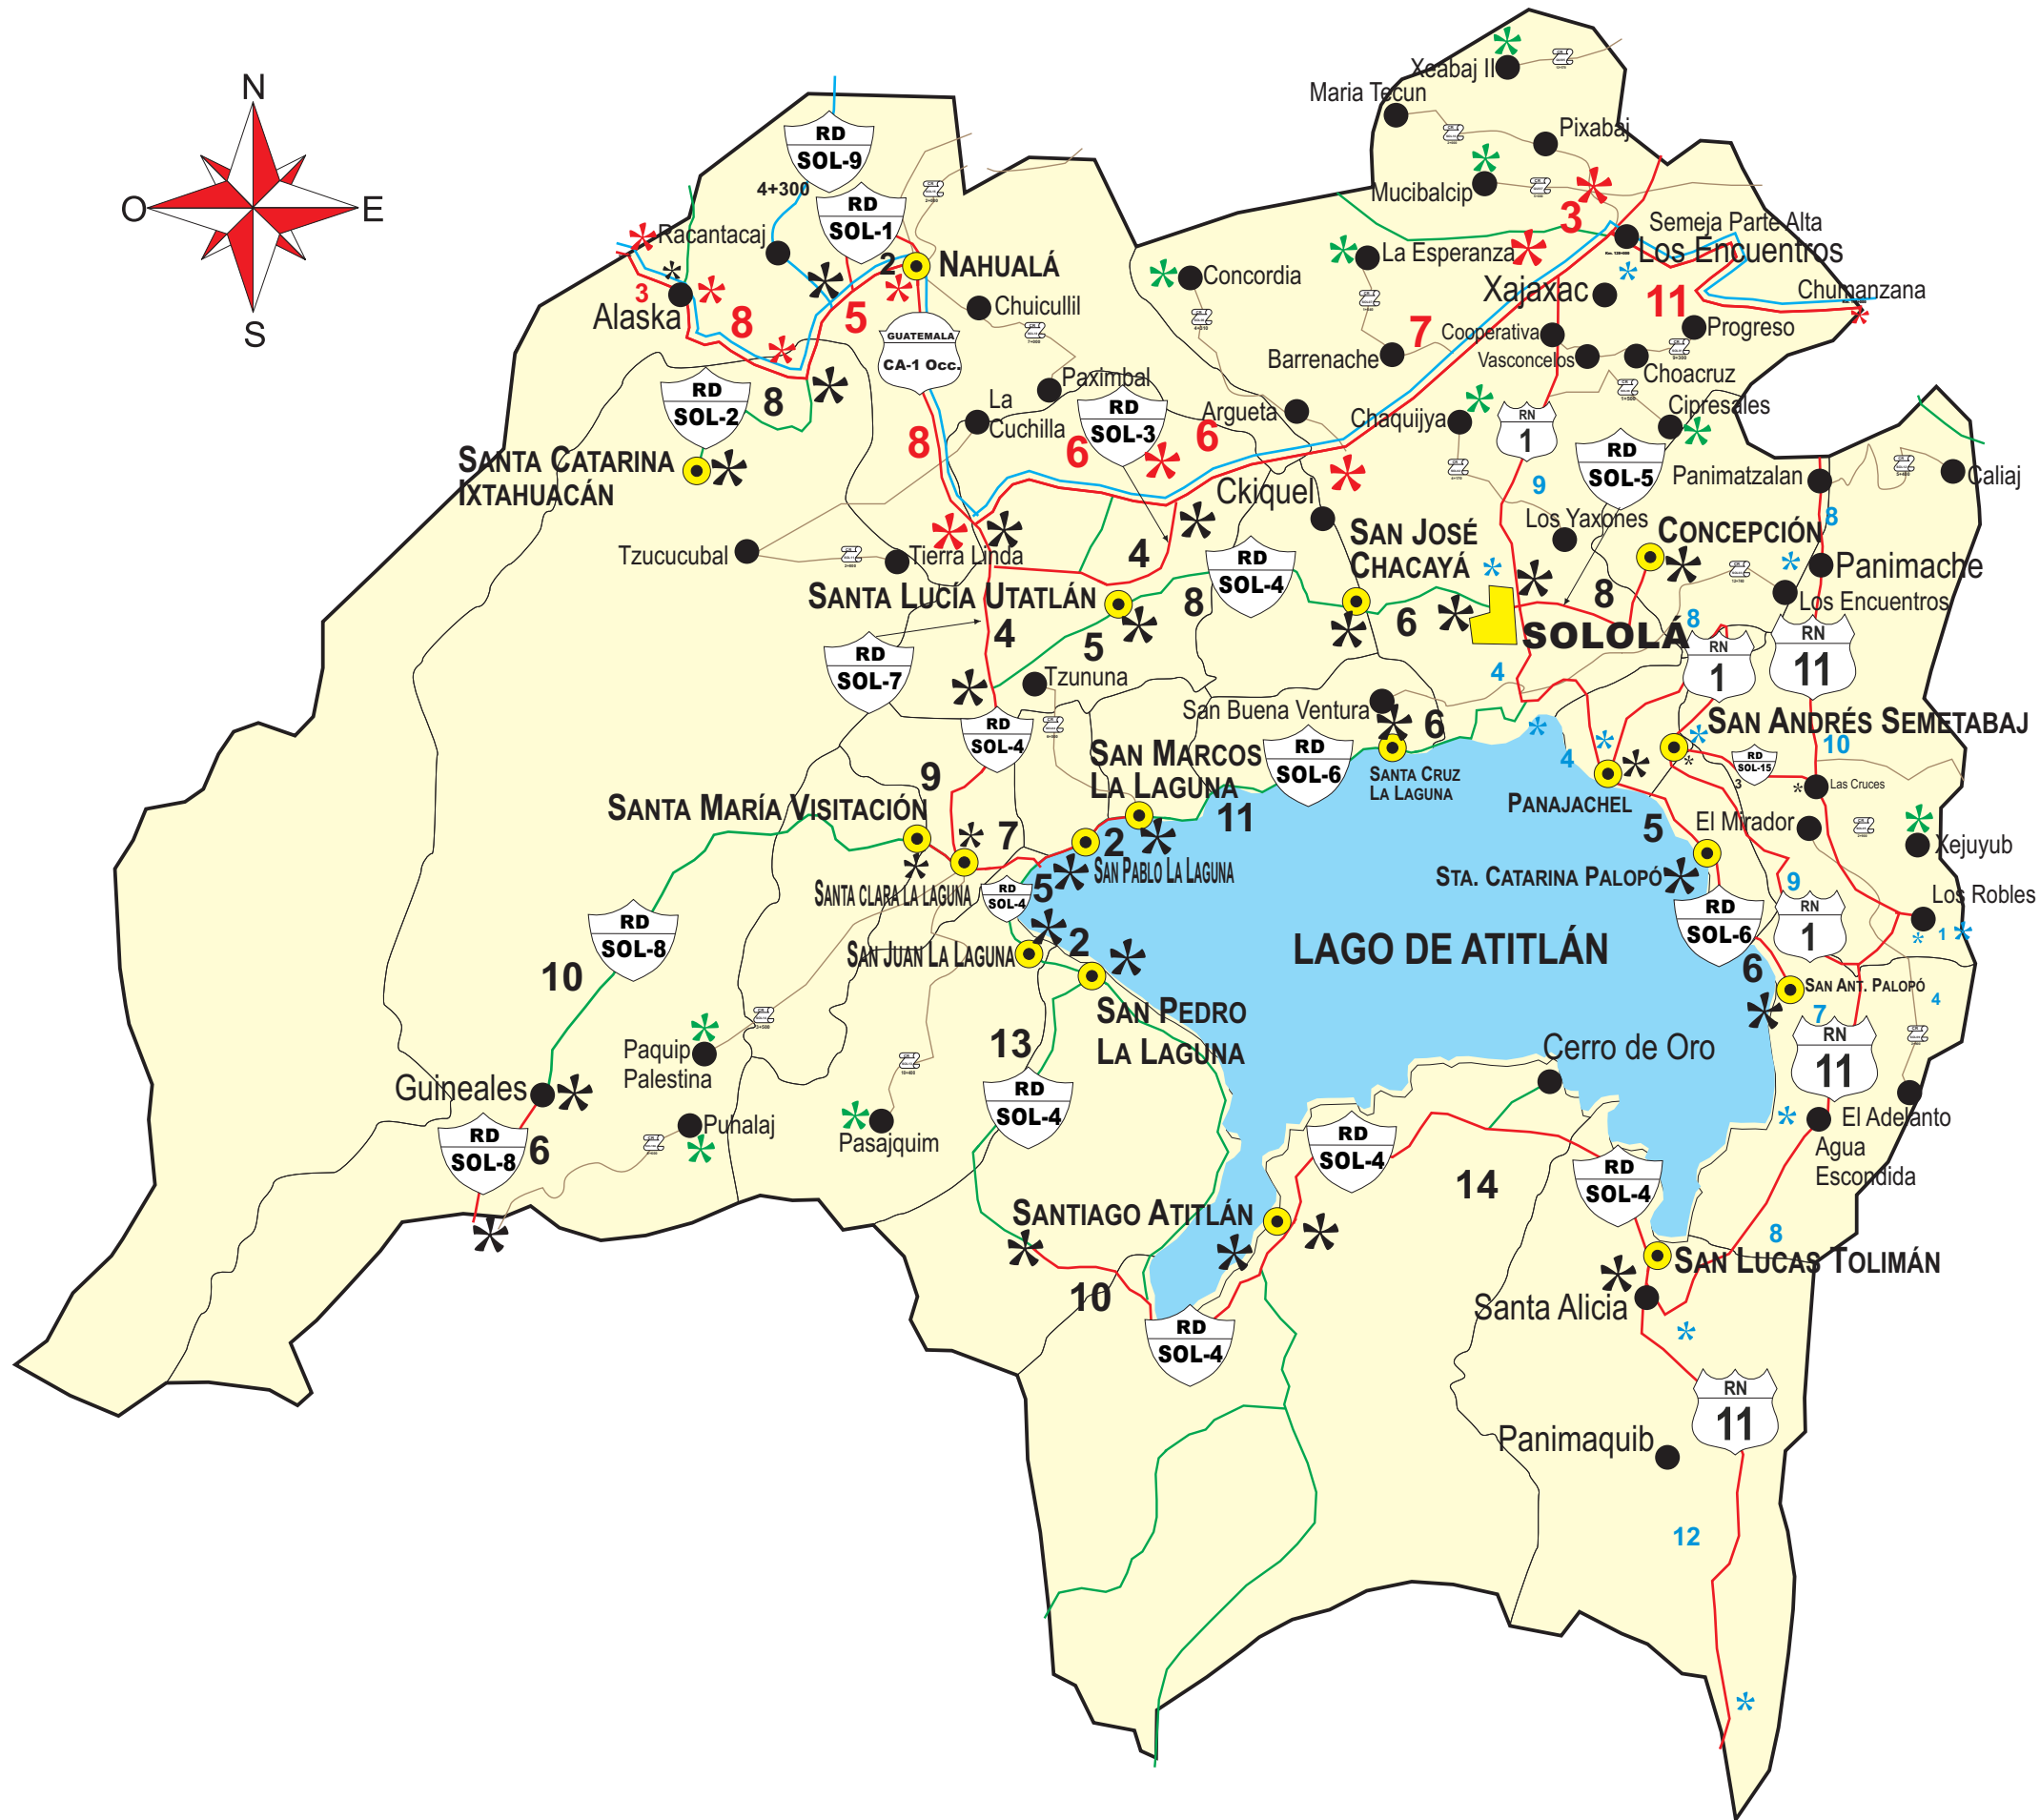 N
O
E
S
Xeabaj II
Maria Tecun
Pixabaj
Mucibalcip
RD
SOL-9
4+300
RD
SOL-1
Racantacaj
2
NAHUALÁ
3
Alaska
8
5
Chuicullil
GUATEMALA
CA-1 Occ.
Concordia
La Esperanza
3
Semeja Parte Alta
Los Encuentros
Xajaxac
11
Chumanzana
Progreso
Cooperativa
Vasconcelos
Choacruz
7
Barrenache
Paximbal
La
Cuchilla
RD
SOL-2
8
RD
SOL-3
6
6
8
Argueta
Chaquijya
Cipresales
RN
1
RD
SOL-5
SANTA CATARINA
IXTAHUACÁN
Panimatzalan
Caliaj
Ckiquel
9
8
Los Yaxones
CONCEPCIÓN
SAN JOSÉ
CHACAYÁ
Tzucucubal
Tierra Linda
4
RD
SOL-4
Panimache
Los Encuentros
SANTA LUCÍA UTATLÁN
8
6
8
SOLOLÁ
8
RN
1
RN
11
4
5
RD
SOL-7
Tzununa
4
San Buena Ventura
6
RD
SOL-4
SAN ANDRÉS SEMETABAJ
10
RD
SOL-15
3
Las Cruces
SAN MARCOS
LA LAGUNA
RD
SOL-6
SANTA CRUZ
LA LAGUNA
4
PANAJACHEL
9
SANTA MARÍA VISITACIÓN
7
2
11
5
El Mirador
Xejuyub
SAN PABLO LA LAGUNA
STA. CATARINA PALOPÓ
SANTA CLARA LA LAGUNA
RD
SOL-4
5
9
Los Robles
RD
SOL-8
RD
SOL-6
RN
1
1
LAGO DE ATITLÁN
2
SAN JUAN LA LAGUNA
10
6
SAN ANT. PALOPÓ
4
7
SAN PEDRO
LA LAGUNA
RN
11
Paquip
Palestina
13
Cerro de Oro
Guineales
RD
SOL-4
El Adelanto
Agua
Escondida
Puhalaj
Pasajquim
RD
SOL-8
6
RD
SOL-4
RD
SOL-4
14
SANTIAGO ATITLÁN
8
SAN LUCAS TOLIMÁN
10
Santa Alicia
RD
SOL-4
RN
11
Panimaquib
12